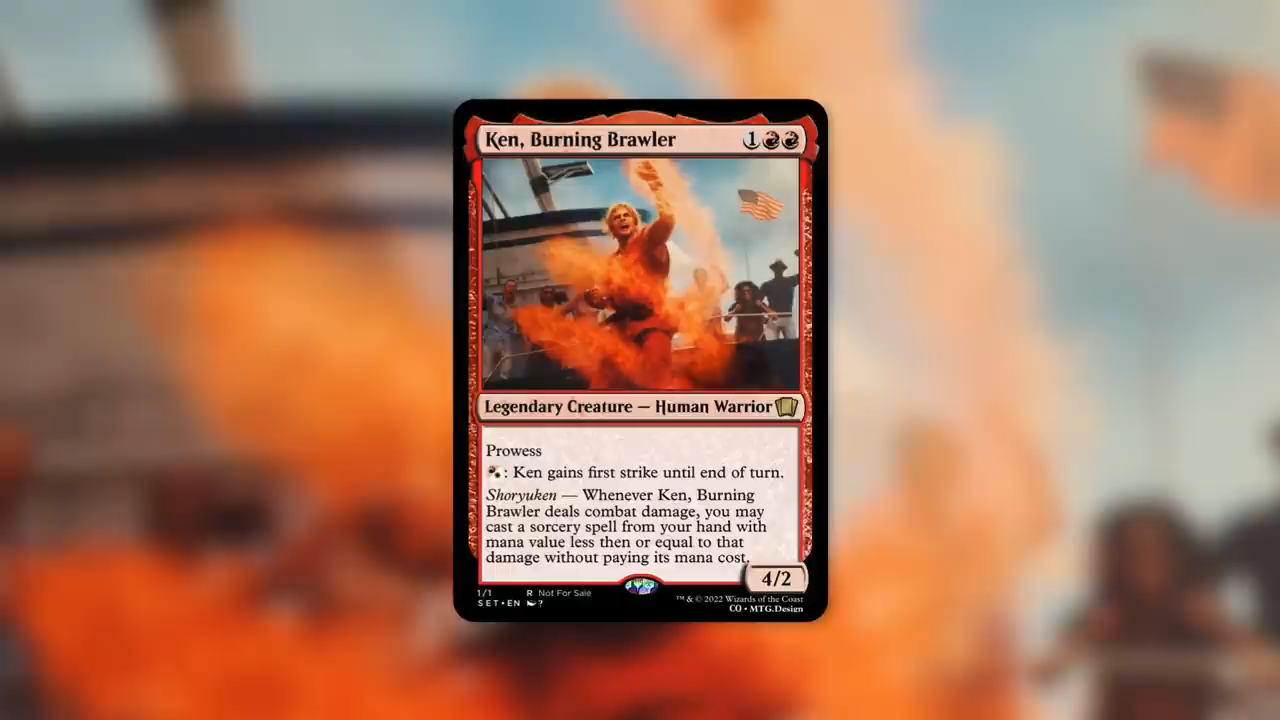 Ken, Burning Brawler 1
Legendary Creature — Human Warrior
Prowess
: Ken gains first strike until end of turn.
Shoryuken — Whenever Ken, Burning
Brawler deals combat damage, you may
cast a sorcery spell from your hand with
mana value less then or equal to that
damage without paying its mana cost.
4/2
1/1 R Not For Sale
SET•EN ?
™ & © 2022 Wizards of the Coast
CO • MTG.Design